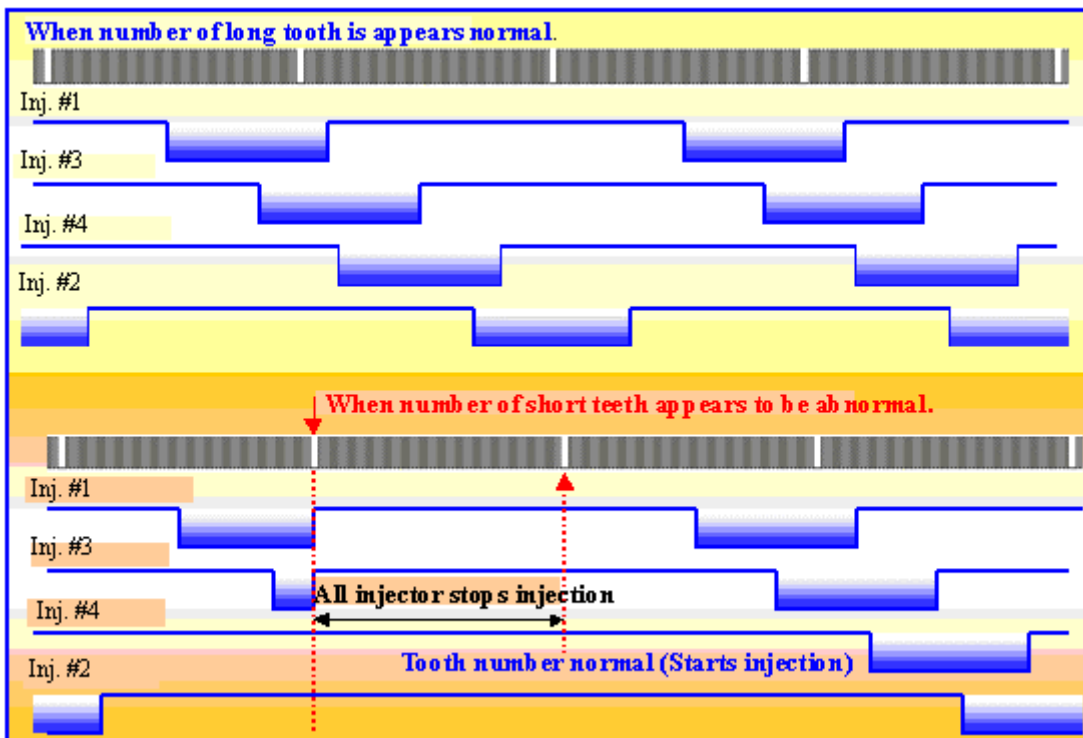 When number of long tooth is appears normal.
Inj. #1
Inj. #3
Inj. #4
Inj. #2
When number of short teeth appears to be abnormal.
Inj. #1
Inj. #3
All injector stops injection
Inj. #4
Tooth number normal (Starts injection)
Inj. #2